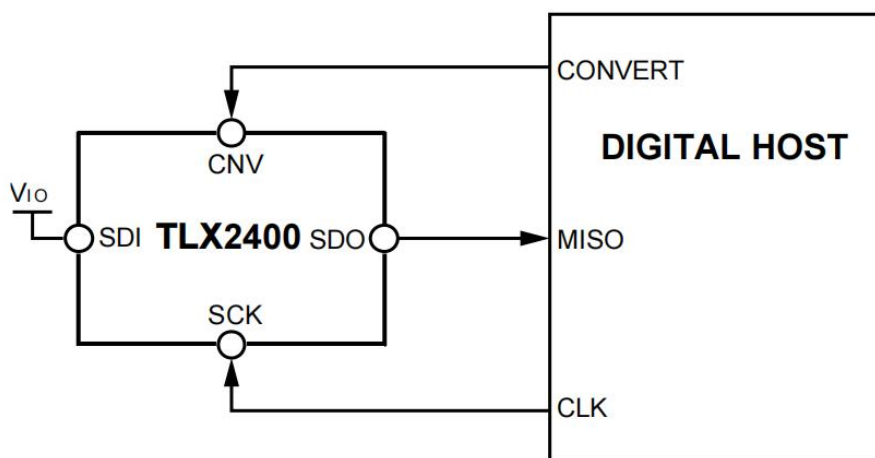 CONVERT
DIGITAL HOST
CNV
VIO
SDI TLX2400 SDO
MISO
SCK
CLK